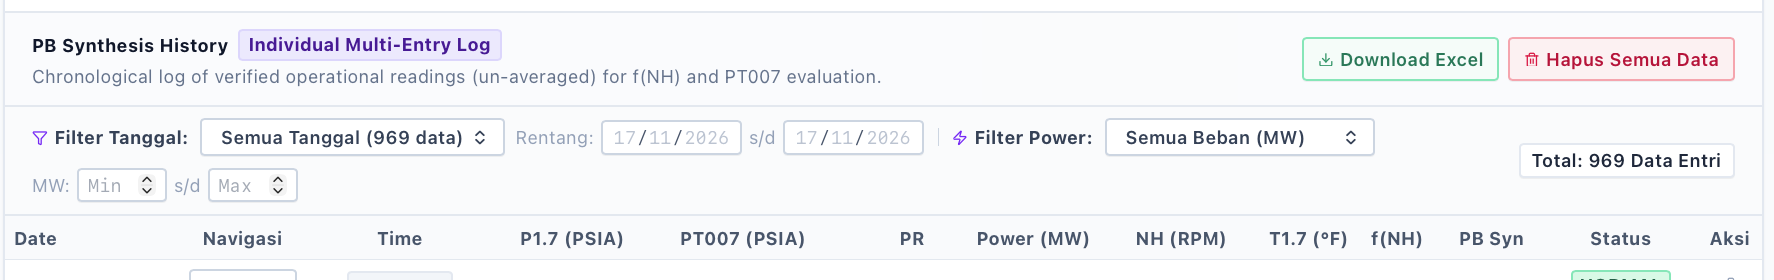 PB Synthesis History Individual Multi-Entry Log
Chronological log of verified operational readings (un-averaged) for f(NH) and PT007 evaluation.
Download Excel Hapus Semua Data
Filter Tanggal: Semua Tanggal (969 data) Rentang: 17/11/2026 s/d 17/11/2026 Filter Power: Semua Beban (MW)
MW: Min s/d Max
Total: 969 Data Entri
Date Navigasi Time P1.7 (PSIA) PT007 (PSIA) PR Power (MW) NH (RPM) T1.7 (ºF) f(NH) PB Syn Status Aksi